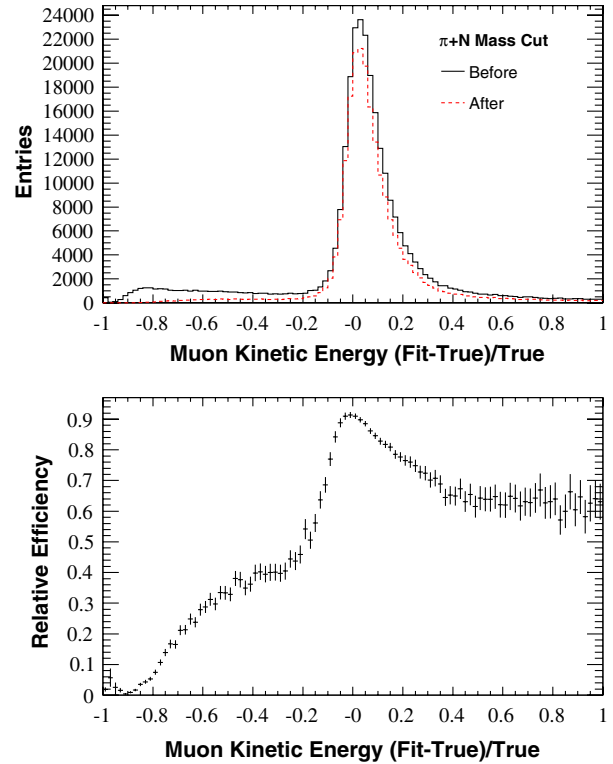 24000
22000
20000
18000
16000
14000
12000
10000
8000
6000
4000
2000
0
Entries
π+N Mass Cut
Before
After
-1 -0.8 -0.6 -0.4 -0.2 -0 0.2 0.4 0.6 0.8 1
Muon Kinetic Energy (Fit-True)/True
0.9
0.8
0.7
0.6
0.5
0.4
0.3
0.2
0.1
0
Relative Efficiency
-1 -0.8 -0.6 -0.4 -0.2 -0 0.2 0.4 0.6 0.8 1
Muon Kinetic Energy (Fit-True)/True